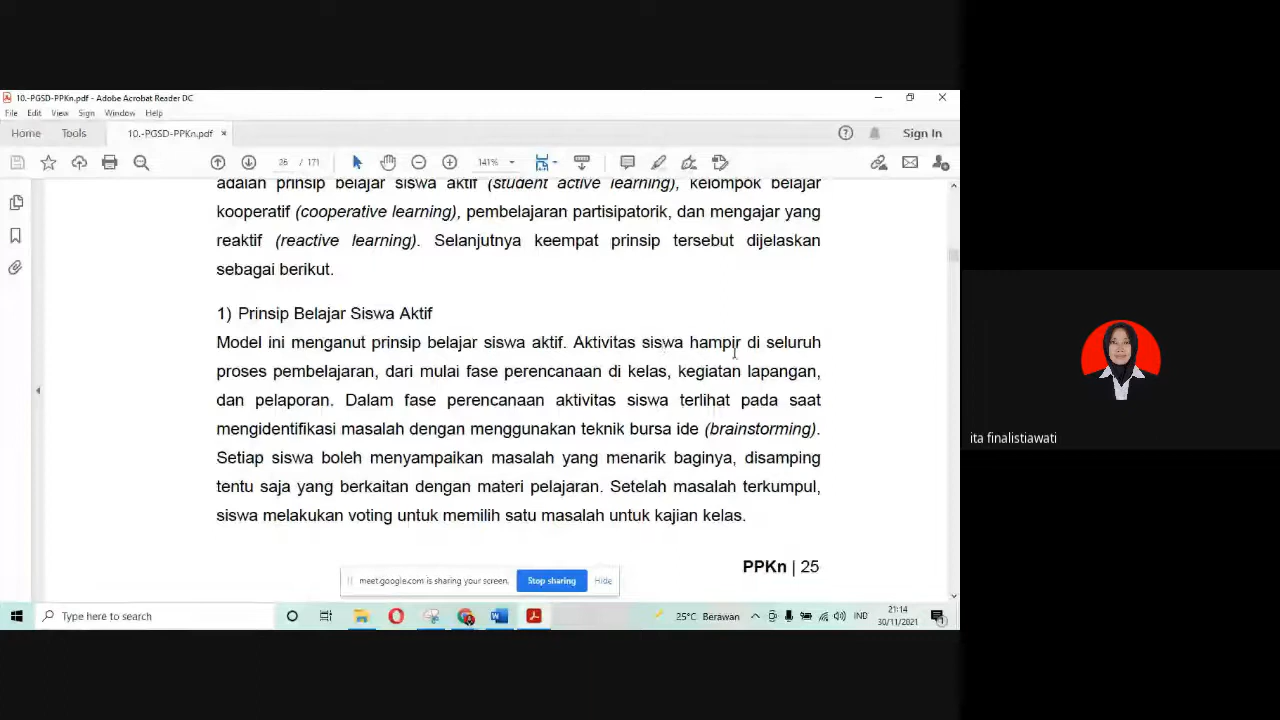 10.-PGSD-PPKn.pdf - Adobe Acrobat Reader DC
File Edit View Sign Window Help
Home Tools 10.-PGSD-PPKn.pdf × Sign In
26 / 171 141%
adalah prinsip belajar siswa aktif (student active learning), kelompok belajar
kooperatif (cooperative learning), pembelajaran partisipatorik, dan mengajar yang
reaktif (reactive learning). Selanjutnya keempat prinsip tersebut dijelaskan
sebagai berikut.
1) Prinsip Belajar Siswa Aktif
Model ini menganut prinsip belajar siswa aktif. Aktivitas siswa hampir di seluruh
proses pembelajaran, dari mulai fase perencanaan di kelas, kegiatan lapangan,
dan pelaporan. Dalam fase perencanaan aktivitas siswa terlihat pada saat
mengidentifikasi masalah dengan menggunakan teknik bursa ide (brainstorming).
Setiap siswa boleh menyampaikan masalah yang menarik baginya, disamping
tentu saja yang berkaitan dengan materi pelajaran. Setelah masalah terkumpul,
siswa melakukan voting untuk memilih satu masalah untuk kajian kelas.
PPKn | 25
meet.google.com is sharing your screen. Stop sharing Hide
Type here to search 25°C Berawan IND 21:14
30/11/2021
ita finalistiawati